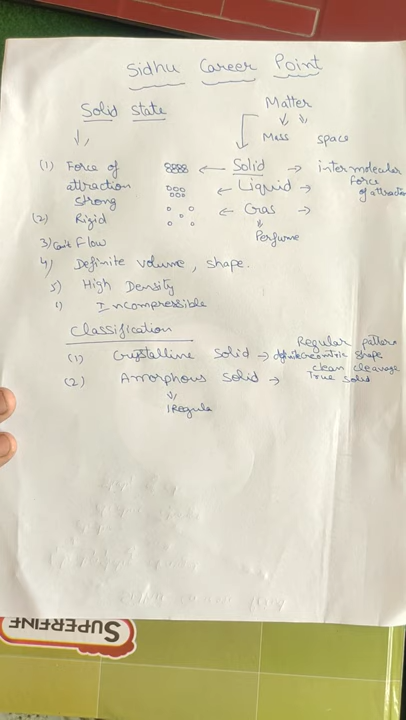 Sidhu Career Point
Solid State
Matter
Mass space
(1) Force of attraction strong
Solid → intermolecular force of attraction
← Liquid →
(2) Rigid
← Gas →
Perfume
3) Can't Flow
4) Definite volume, shape.
5) High Density
Incompressible
Classification
(1) Crystalline Solid → Regular pattern
definite Geometric shape
clean cleavage
True solid
(2) Amorphous Solid →
IRegula
SUPERFINE